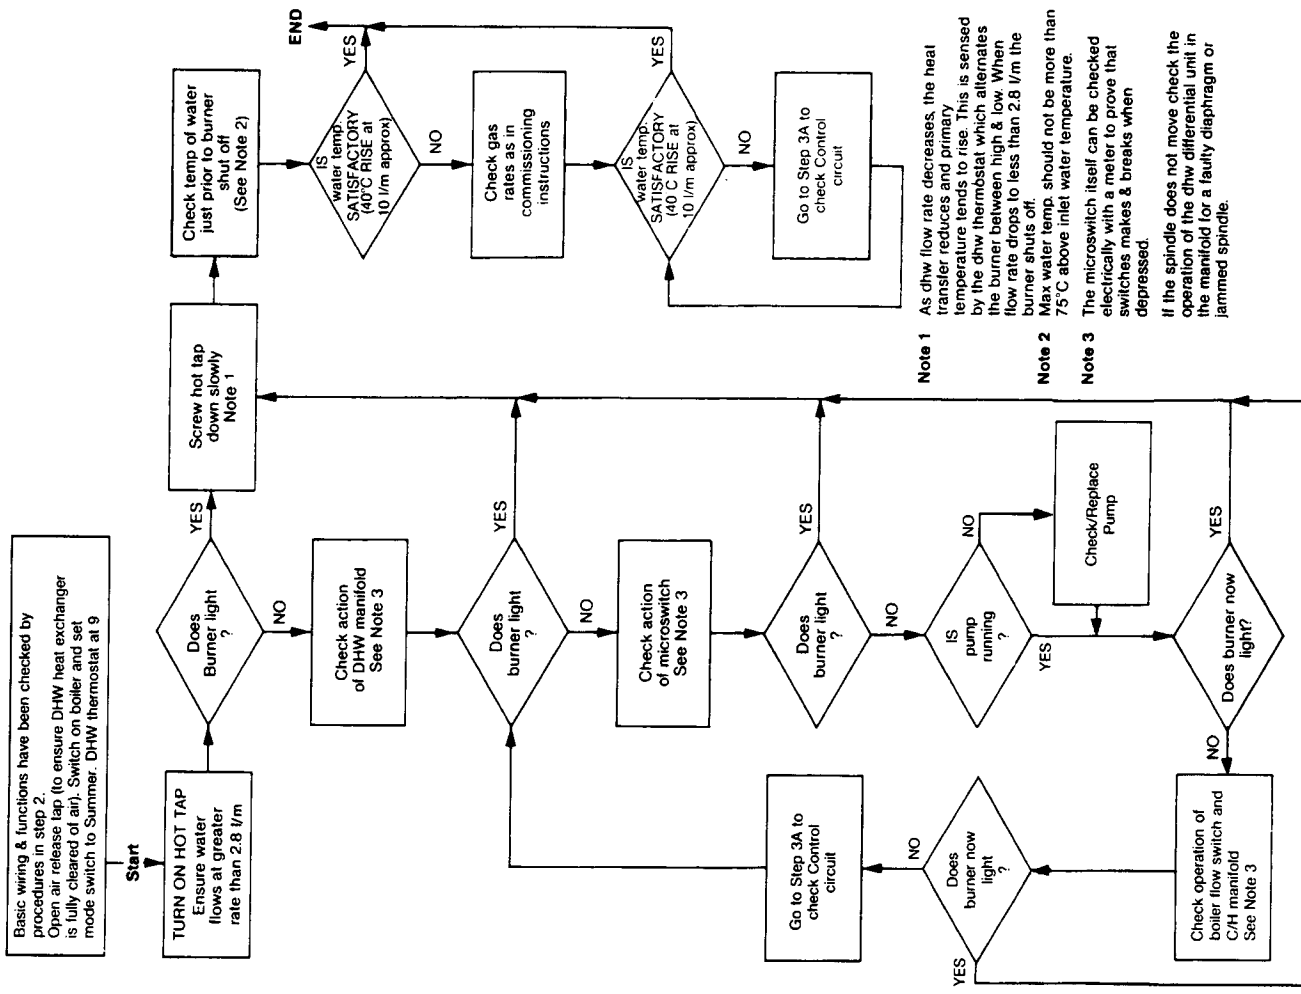 Basic wiring & functions have been checked by
procedures in step 2.
Open air release tap (to ensure DHW heat exchanger
is fully cleared of air). Switch on boiler and set
mode switch to Summer. DHW thermostat at 9
Start
TURN ON HOT TAP
Ensure water
flows at greater
rate than 2.8 l/m
Does
Burner light
?
YES
NO
Screw hot tap
down slowly
Note 1
Check temp of water
just prior to burner
shut off
(See Note 2)
IS
water temp.
SATISFACTORY
(40°C RISE at
10 l/m approx)
YES
END
NO
Check gas
rates as in
commissioning
instructions
IS
water temp.
SATISFACTORY
(40 C RISE at
10 l/m approx)
YES
NO
Go to Step 3A to
check Control
circuit
Check action
of DHW manifold
See Note 3
Does
burner light
?
YES
NO
Check action
of microswitch
See Note 3
Does
burner light
?
YES
NO
IS
pump
running
?
NO
YES
Check/Replace
Pump
Does burner now
light?
YES
NO
Check operation of
boiler flow switch and
C/H manifold
See Note 3
Does
burner now
light
?
YES
NO
Go to Step 3A to
check Control
circuit
Note 1 As dhw flow rate decreases, the heat
transfer reduces and primary
temperature tends to rise. This is sensed
by the dhw thermostat which alternates
the burner between high & low. When
flow rate drops to less than 2.8 l/m the
burner shuts off.
Note 2 Max water temp. should not be more than
75°C above inlet water temperature.
Note 3 The microswitch itself can be checked
electrically with a meter to prove that
switches makes & breaks when
depressed.
If the spindle does not move check the
operation of the dhw differential unit in
the manifold for a faulty diaphragm or
jammed spindle.